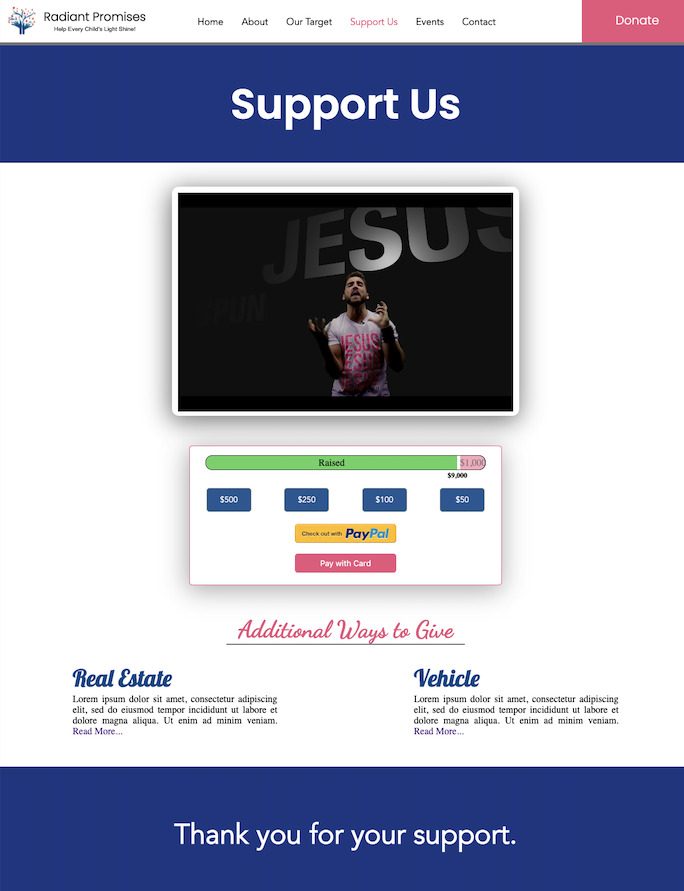 Radiant Promises
Help Every Child's Light Shine!
Home About Our Target Support Us Events Contact
Donate
Support Us
JESUS
SPUN
JESUS
JESUS
JESUS
Raised $1,000
$9,000
$500 $250 $100 $50
Check out with PayPal
Pay with Card
Additional Ways to Give
Real Estate
Lorem ipsum dolor sit amet, consectetur adipiscing
elit, sed do eiusmod tempor incididunt ut labore et
dolore magna aliqua. Ut enim ad minim veniam.
Read More...
Vehicle
Lorem ipsum dolor sit amet, consectetur adipiscing
elit, sed do eiusmod tempor incididunt ut labore et
dolore magna aliqua. Ut enim ad minim veniam.
Read More...
Thank you for your support.